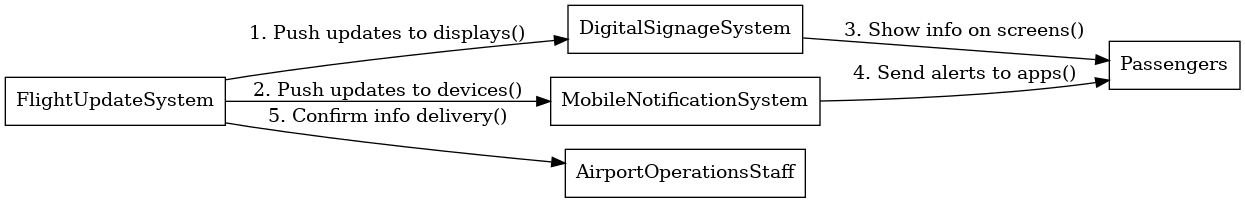 1. Push updates to displays()
DigitalSignageSystem
3. Show info on screens()
Passengers
4. Send alerts to apps()
FlightUpdateSystem
2. Push updates to devices()
MobileNotificationSystem
5. Confirm info delivery()
AirportOperationsStaff